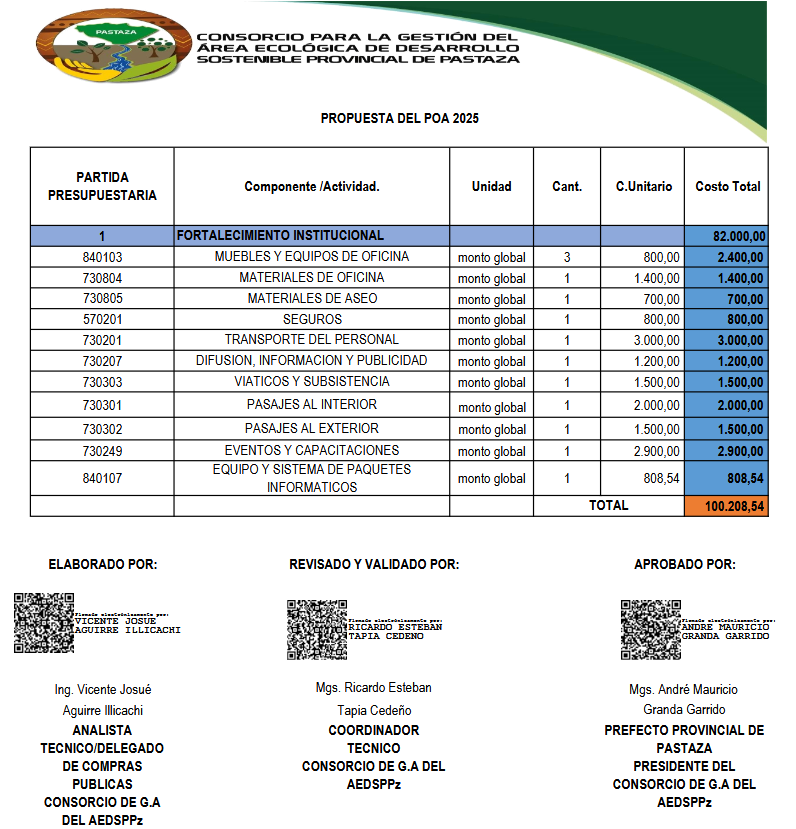 PASTAZA
CONSORCIO PARA LA GESTIÓN DEL
ÁREA ECOLÓGICA DE DESARROLLO
SOSTENIBLE PROVINCIAL DE PASTAZA
PROPUESTA DEL POA 2025
PARTIDA PRESUPUESTARIA Componente /Actividad. Unidad Cant. C.Unitario Costo Total
1 FORTALECIMIENTO INSTITUCIONAL 82.000,00
840103 MUEBLES Y EQUIPOS DE OFICINA monto global 3 800,00 2.400,00
730804 MATERIALES DE OFICINA monto global 1 1.400,00 1.400,00
730805 MATERIALES DE ASEO monto global 1 700,00 700,00
570201 SEGUROS monto global 1 800,00 800,00
730201 TRANSPORTE DEL PERSONAL monto global 1 3.000,00 3.000,00
730207 DIFUSION, INFORMACION Y PUBLICIDAD monto global 1 1.200,00 1.200,00
730303 VIATICOS Y SUBSISTENCIA monto global 1 1.500,00 1.500,00
730301 PASAJES AL INTERIOR monto global 1 2.000,00 2.000,00
730302 PASAJES AL EXTERIOR monto global 1 1.500,00 1.500,00
730249 EVENTOS Y CAPACITACIONES monto global 1 2.900,00 2.900,00
840107 EQUIPO Y SISTEMA DE PAQUETES INFORMATICOS monto global 1 808,54 808,54
TOTAL 100.208,54
ELABORADO POR: REVISADO Y VALIDADO POR: APROBADO POR:
Firmado electrónicamente por:
VICENTE JOSUE
AGUIRRE ILLICACHI
Firmado electrónicamente por:
RICARDO ESTEBAN
TAPIA CEDENO
Firmado electrónicamente por:
ANDRE MAURICIO
GRANDA GARRIDO
Ing. Vicente Josué
Aguirre Illicachi
ANALISTA
TECNICO/DELEGADO
DE COMPRAS
PUBLICAS
CONSORCIO DE G.A
DEL AEDSPPz
Mgs. Ricardo Esteban
Tapia Cedeño
COORDINADOR
TECNICO
CONSORCIO DE G.A DEL
AEDSPPz
Mgs. André Mauricio
Granda Garrido
PREFECTO PROVINCIAL DE
PASTAZA
PRESIDENTE DEL
CONSORCIO DE G.A DEL
AEDSPPz